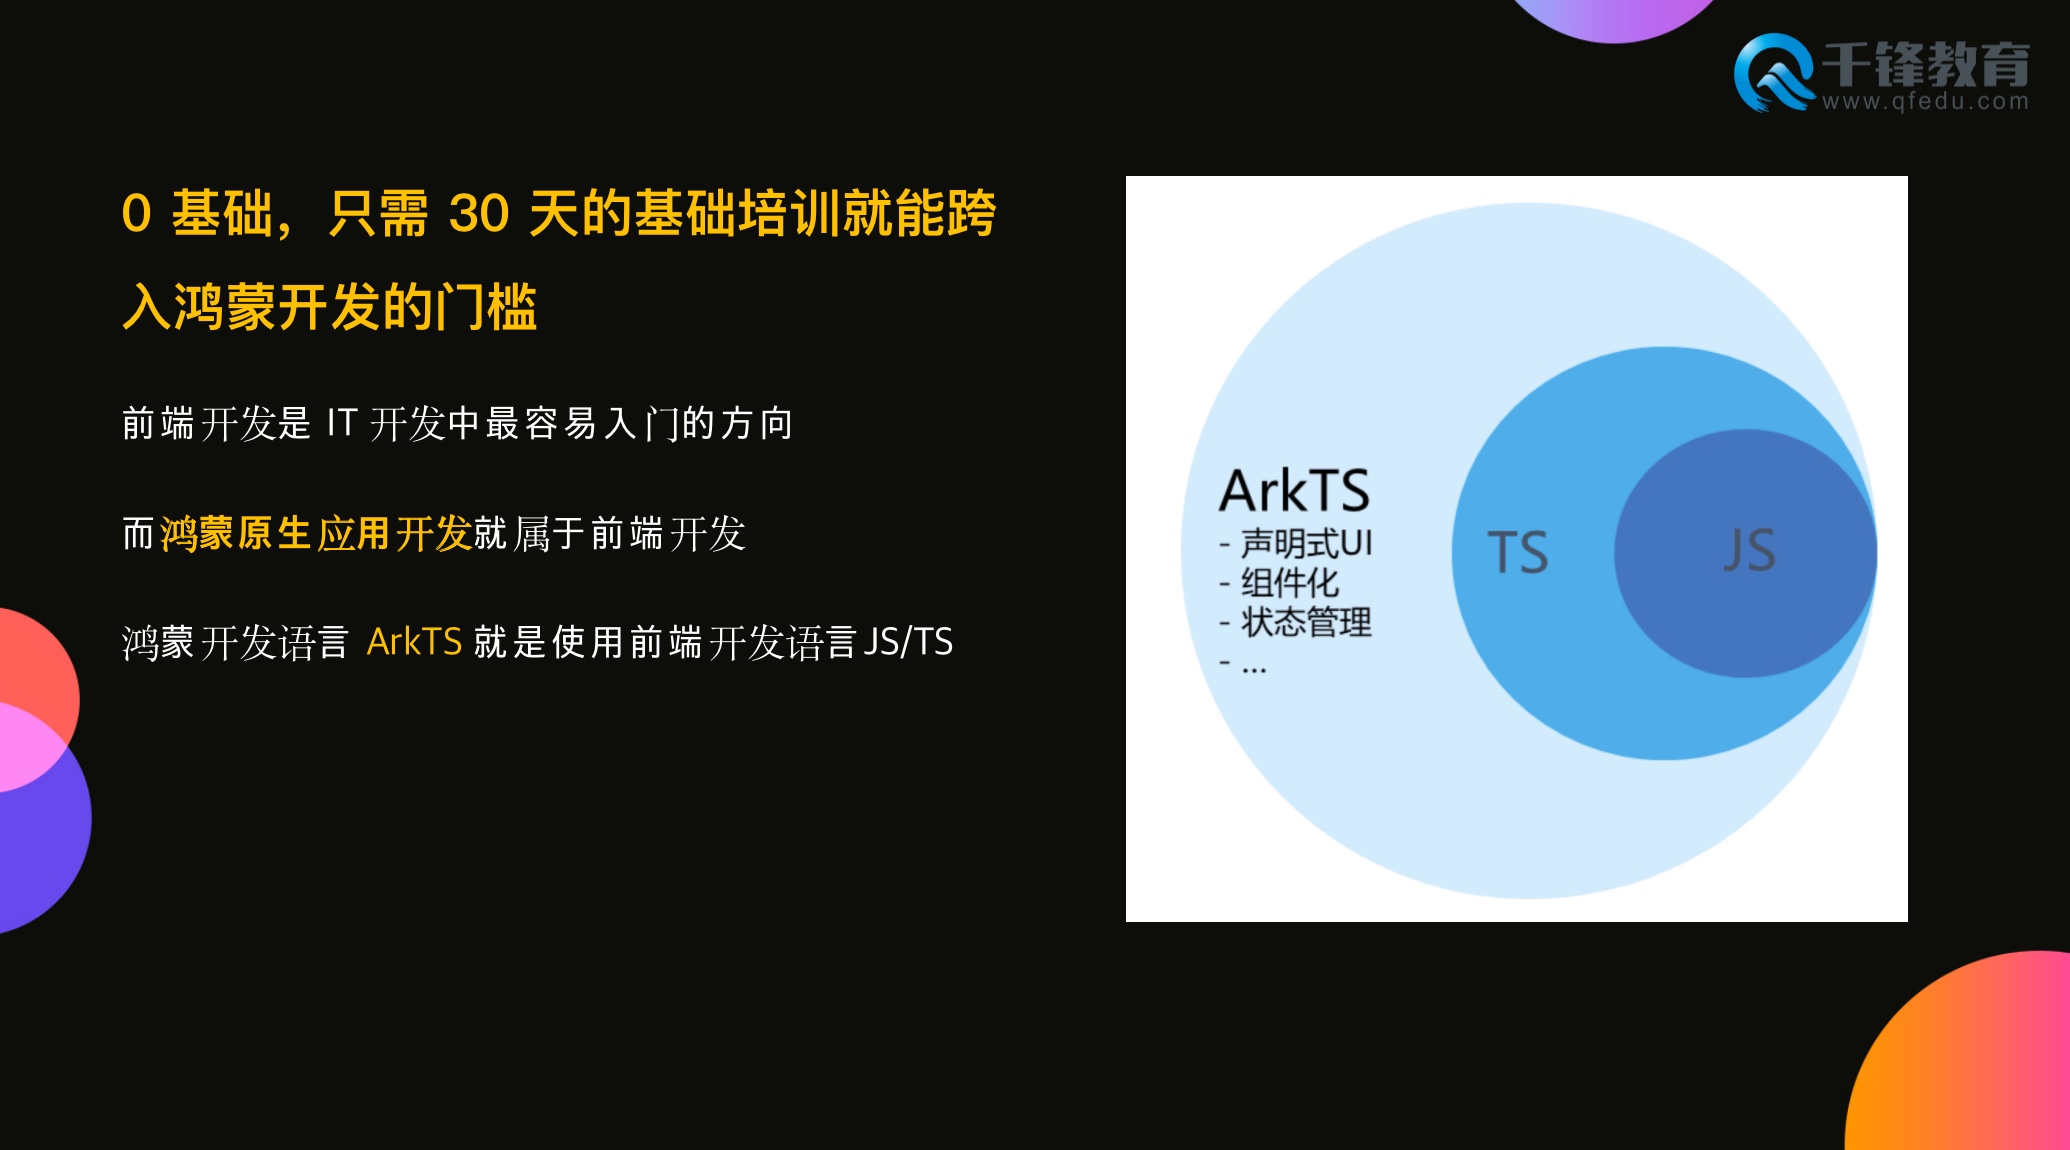 千锋教育
www.qfedu.com
0 基础，只需 30 天的基础培训就能跨
入鸿蒙开发的门槛
前端开发是 IT 开发中最容易入门的方向
而鸿蒙原生应用开发就属于前端开发
鸿蒙开发语言 ArkTS 就是使用前端开发语言JS/TS
ArkTS
- 声明式UI
- 组件化
- 状态管理
- ...
TS
JS